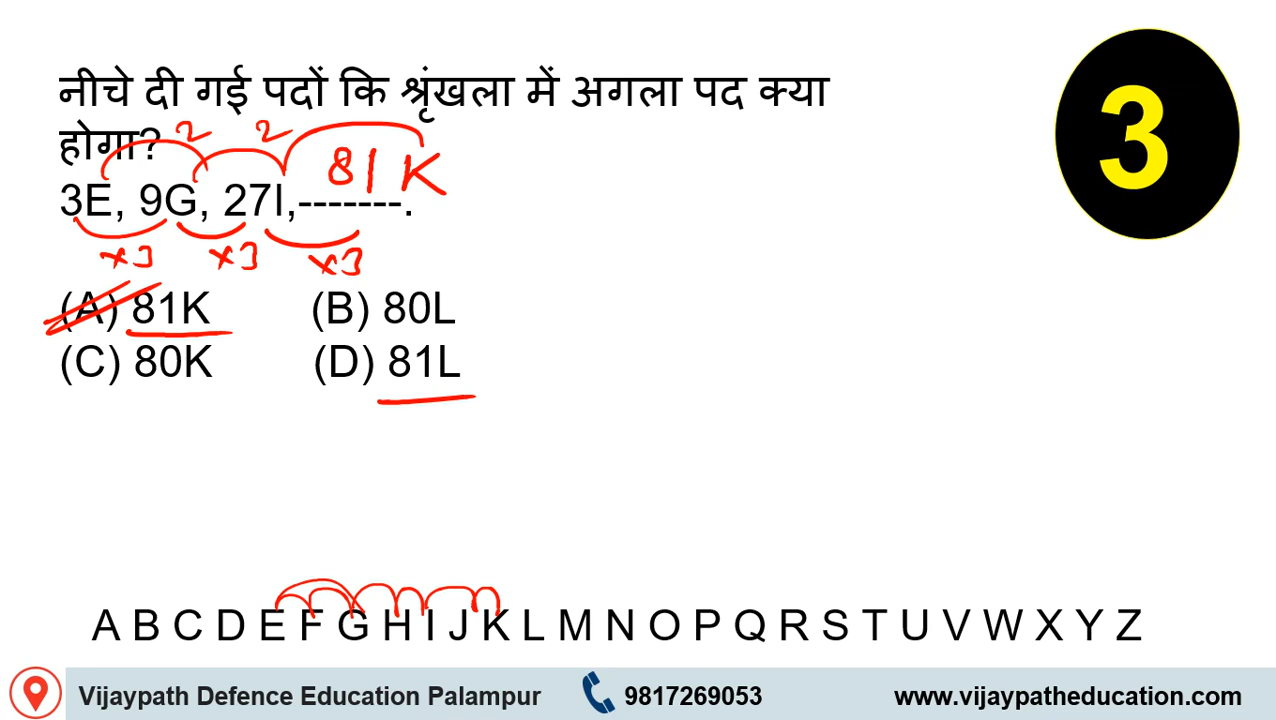 नीचे दी गई पदों कि श्रृंखला में अगला पद क्या
होगा?
2 2
81 K
3E, 9G, 27I,-------.
×3 ×3 ×3
(A) 81K (B) 80L
(C) 80K (D) 81L
3
A B C D E F G H I J K L M N O P Q R S T U V W X Y Z
Vijaypath Defence Education Palampur 9817269053 www.vijaypatheducation.com